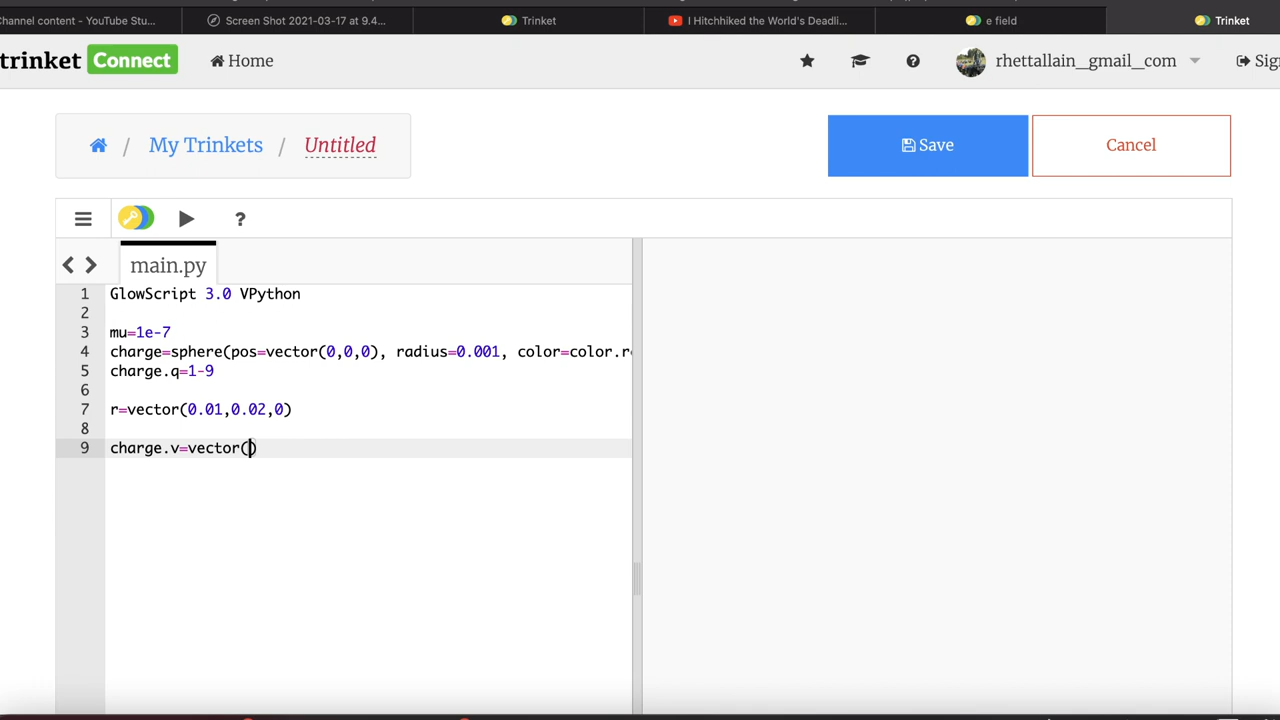 Channel content - YouTube Stu...
Screen Shot 2021-03-17 at 9.4...
Trinket
I Hitchhiked the World's Deadli...
e field
Trinket
trinket Connect
Home
?
rhettallain_gmail_com
Sig
/ My Trinkets / Untitled
Save
Cancel
?
main.py
1 GlowScript 3.0 VPython
2
3 mu=1e-7
4 charge=sphere(pos=vector(0,0,0), radius=0.001, color=color.r
5 charge.q=1-9
6
7 r=vector(0.01,0.02,0)
8
9 charge.v=vector()